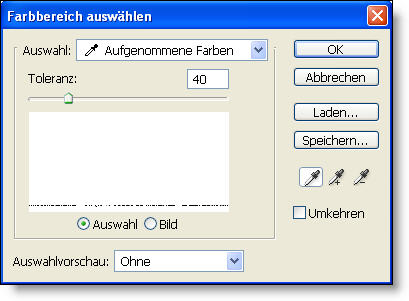 Farbbereich auswählen
Auswahl: Aufgenommene Farben
OK
Toleranz: 40
Abbrechen
Laden...
Speichern...
Umkehren
Auswahl Bild
Auswahlvorschau: Ohne